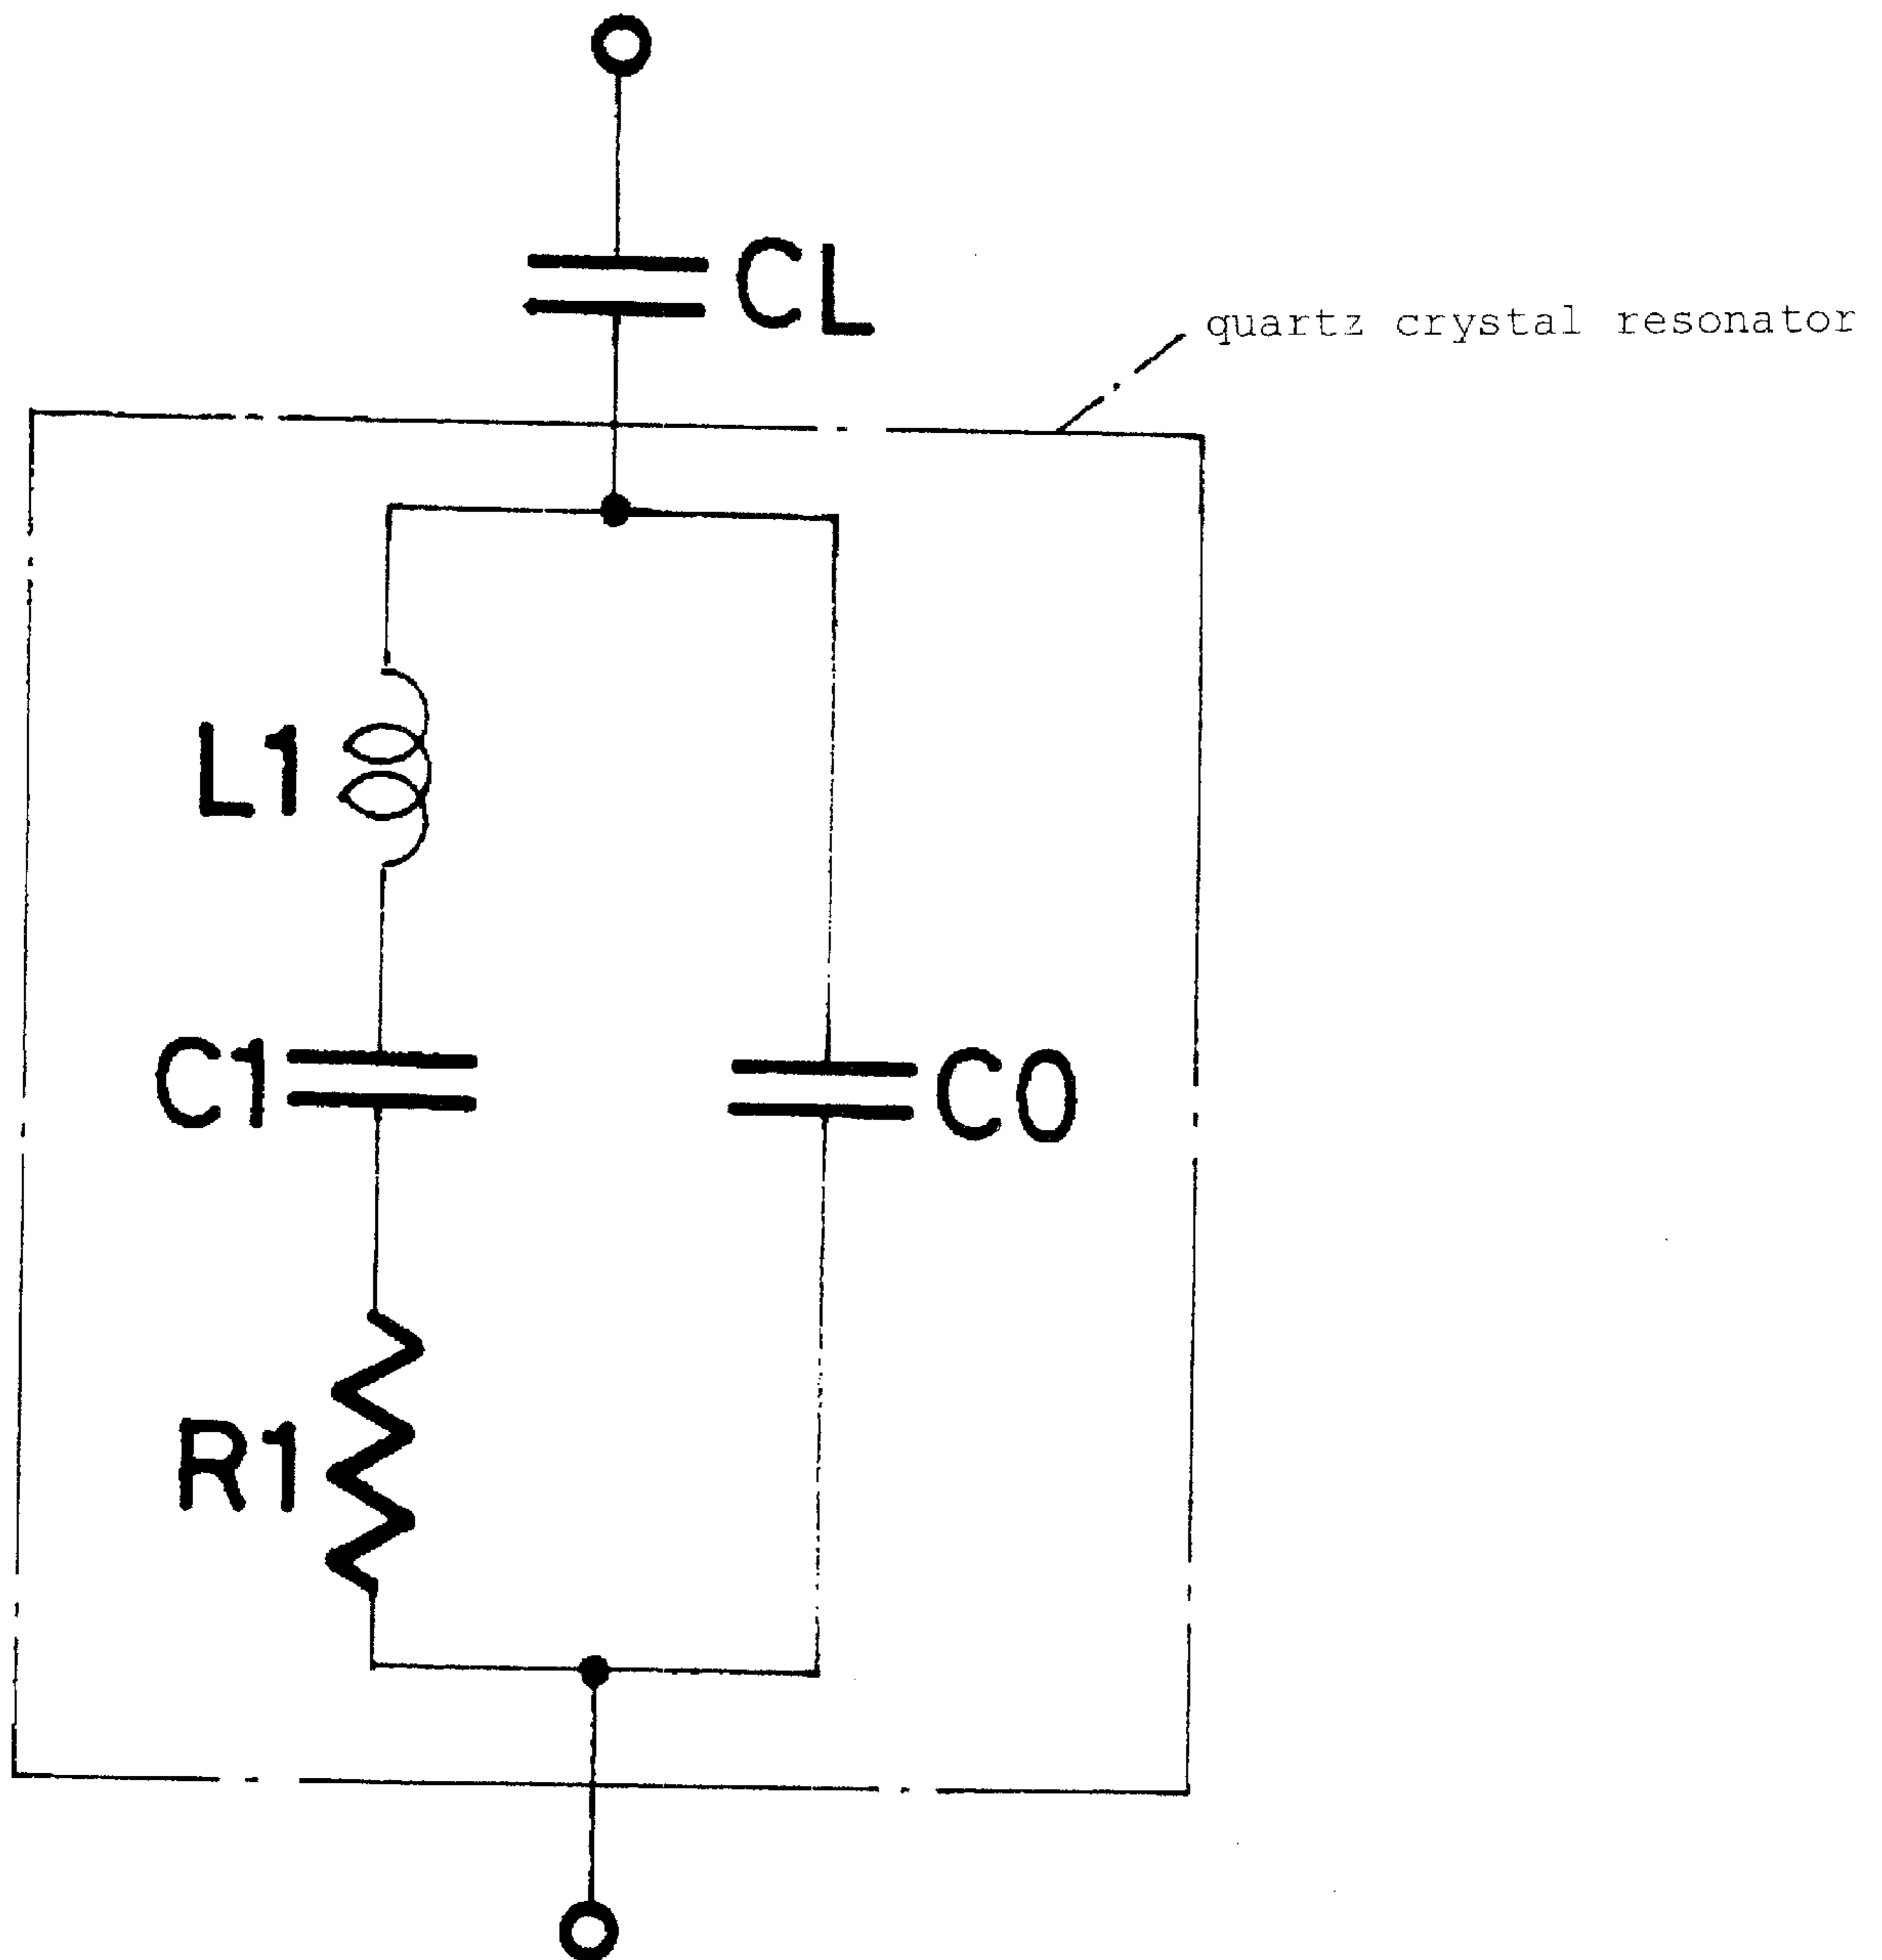 CL
quartz crystal resonator
L1
C1
C0
R1